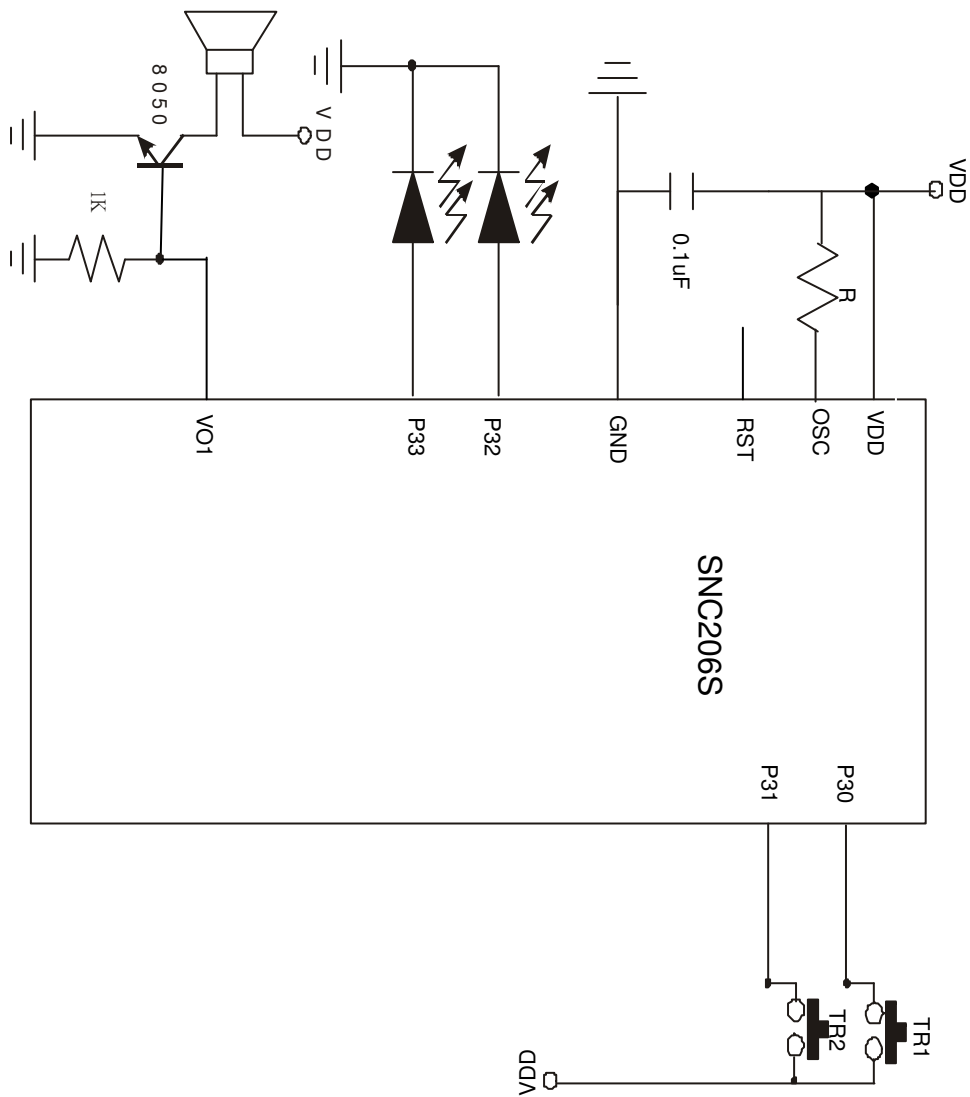 VDD
TR1
VDD
OSC
RST
GND
P32
P33
VO1
R
0.1uF
P30
P31
TR2
VDD
SNC206S
VDD
8050
1K